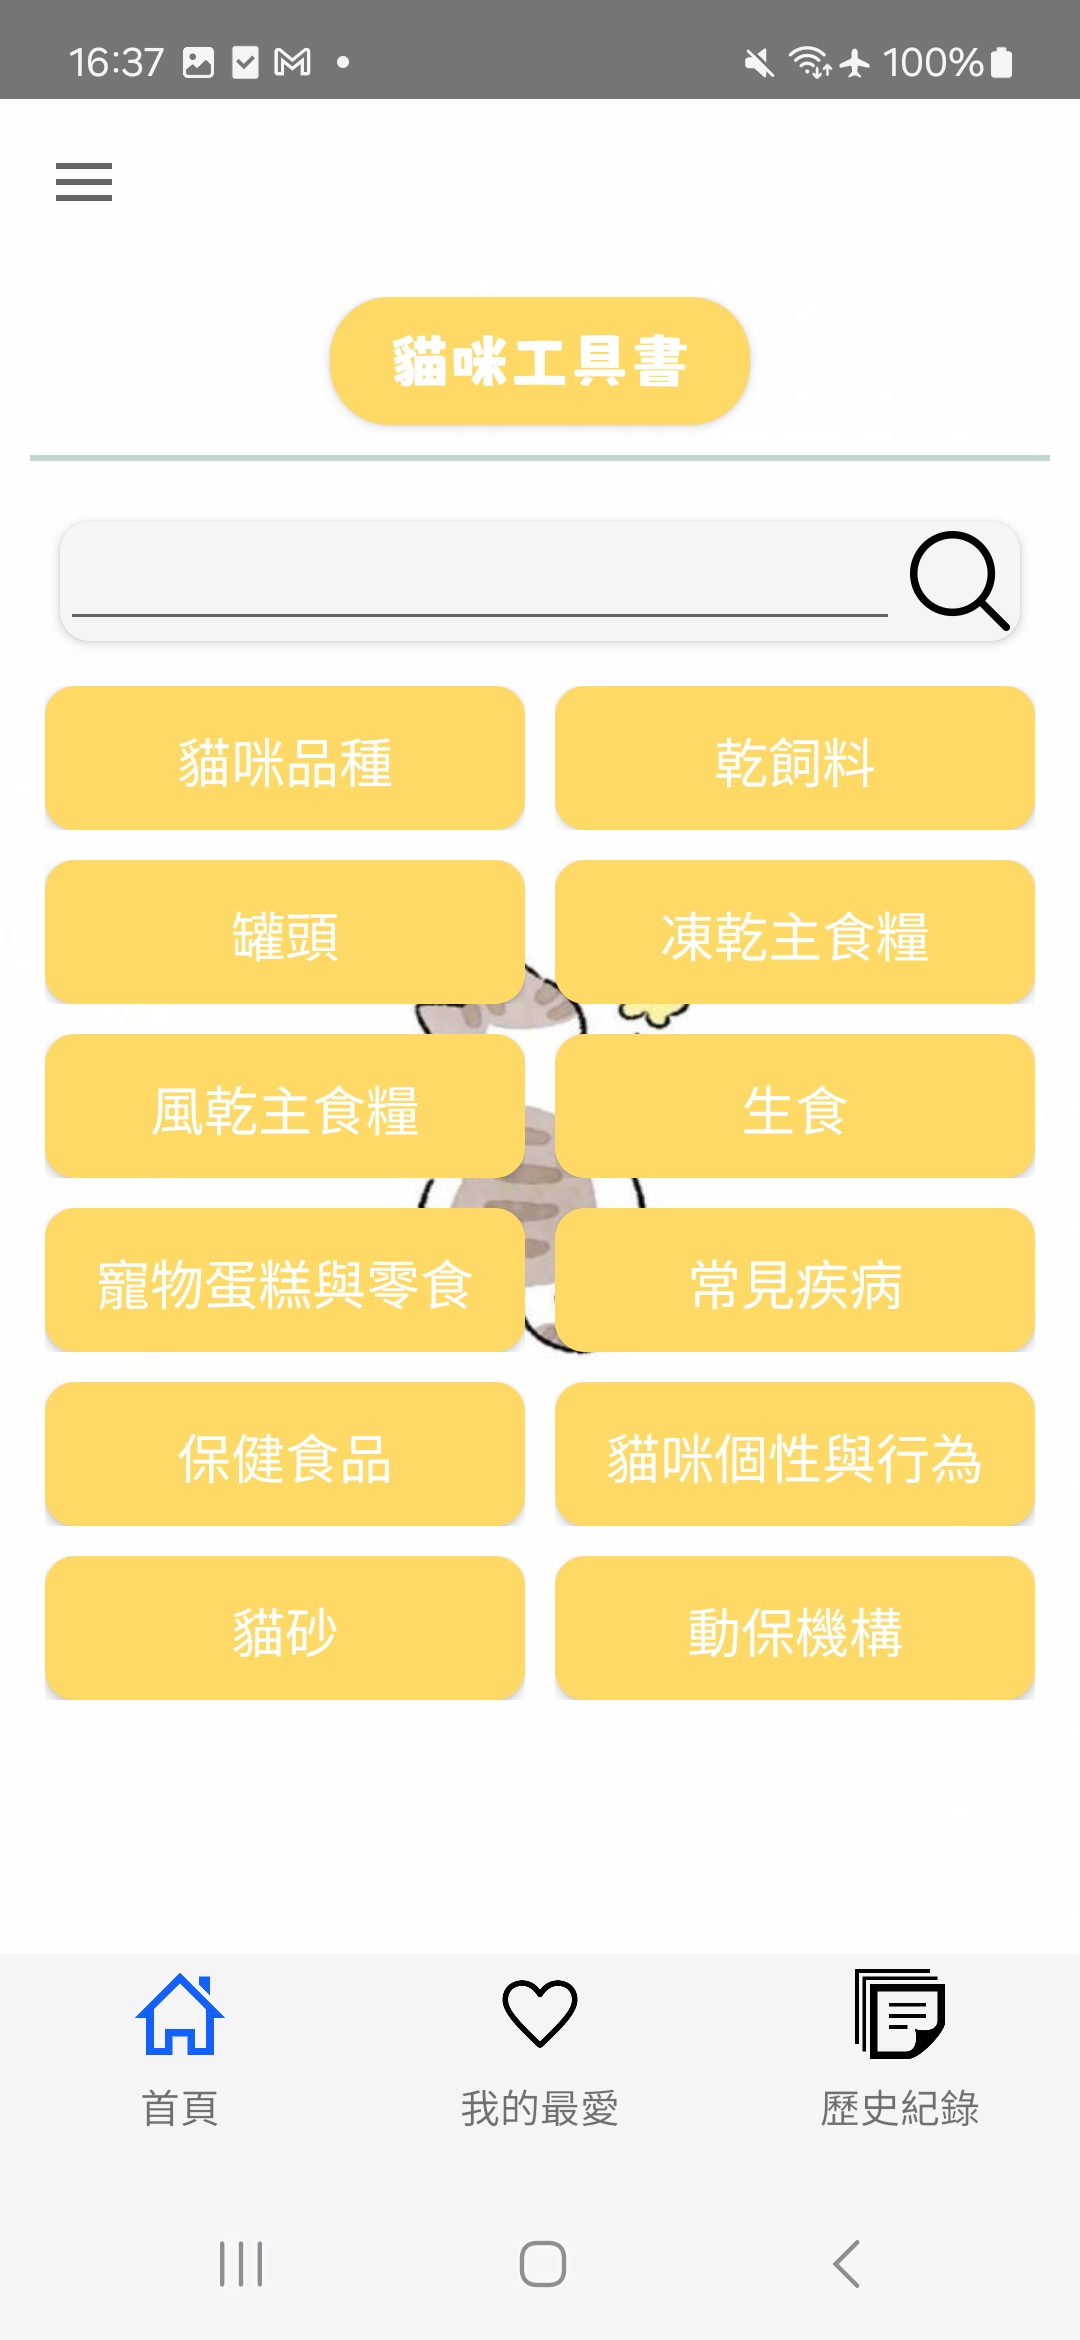 16:37 100%
貓咪工具書
貓咪品種 乾飼料
罐頭 凍乾主食糧
風乾主食糧 生食
寵物蛋糕與零食 常見疾病
保健食品 貓咪個性與行為
貓砂 動保機構
首頁 我的最愛 歷史紀錄